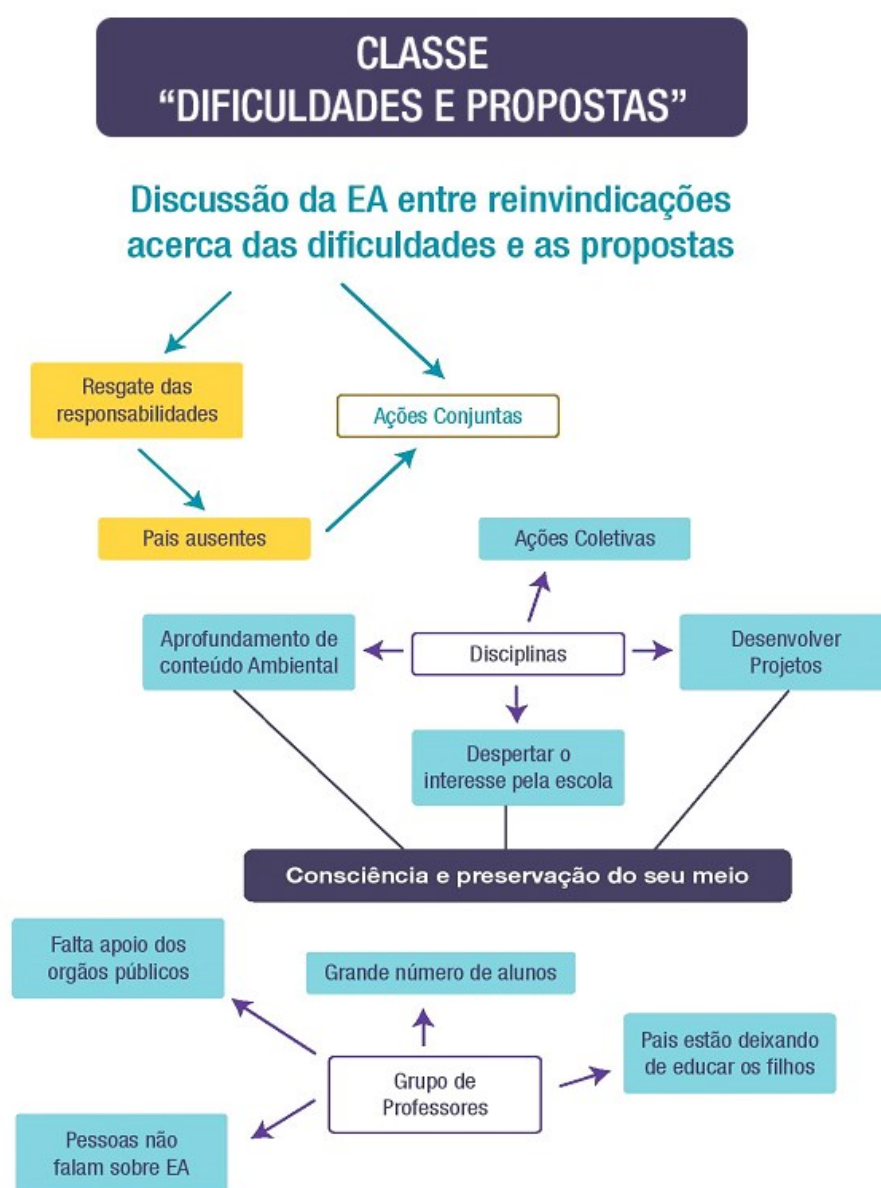 CLASSE
“DIFICULDADES E PROPOSTAS”
Discussão da EA entre reinvindicações
acerca das dificuldades e as propostas
Resgate das
responsabilidades
Ações Conjuntas
Pais ausentes
Ações Coletivas
Aprofundamento de
conteúdo Ambiental
Disciplinas
Desenvolver
Projetos
Despertar o
interesse pela escola
Consciência e preservação do seu meio
Falta apoio dos
orgãos públicos
Grande número de alunos
Pais estão deixando
de educar os filhos
Grupo de
Professores
Pessoas não
falam sobre EA